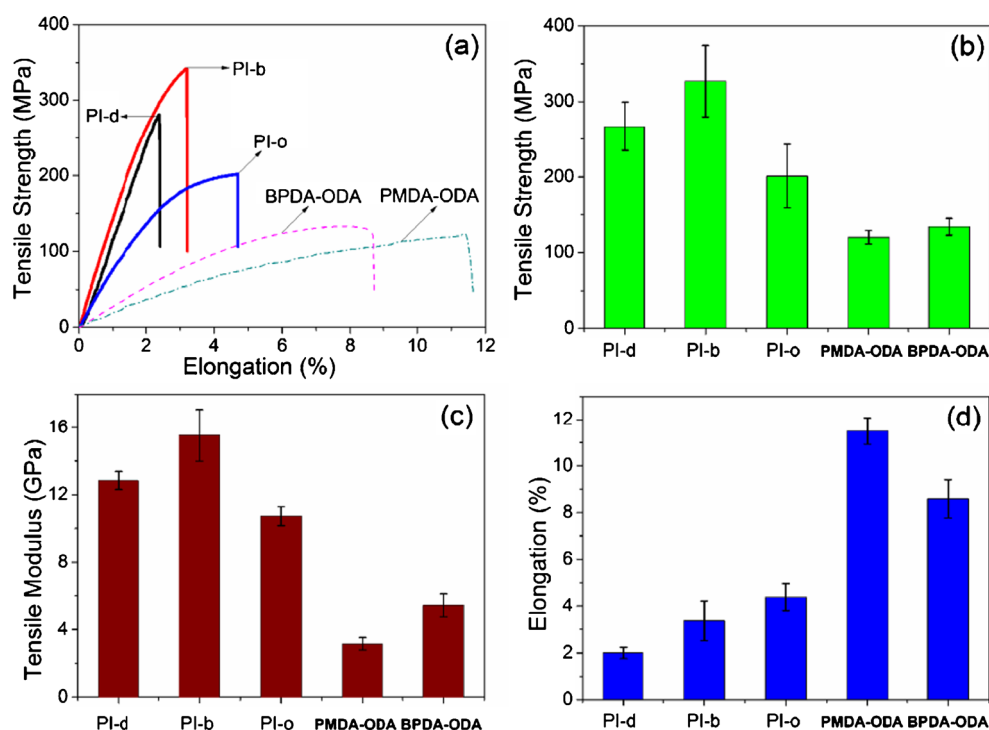 (a)
Tensile Strength (MPa)
400
300
200
100
0
PI-b
PI-d
PI-o
BPDA-ODA
PMDA-ODA
0 2 4 6 8 10 12
Elongation (%)
(b)
Tensile Strength (MPa)
400
300
200
100
0
PI-d PI-b PI-o PMDA-ODA BPDA-ODA
(c)
Tensile Modulus (GPa)
16
12
8
4
0
PI-d PI-b PI-o PMDA-ODA BPDA-ODA
(d)
Elongation (%)
12
10
8
6
4
2
0
PI-d PI-b PI-o PMDA-ODA BPDA-ODA